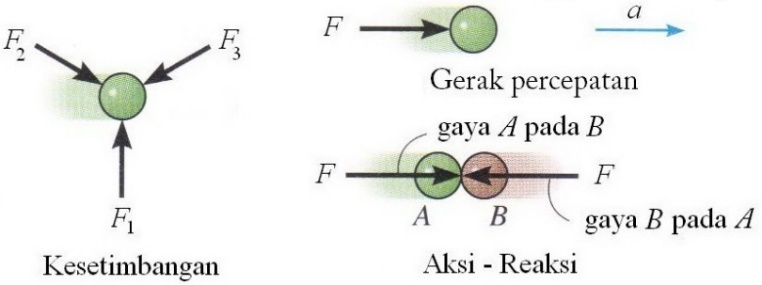 F₂
F₃
F₁
Kesetimbangan
F
a
Gerak percepatan
gaya A pada B
F
F
A
B
gaya B pada A
Aksi - Reaksi